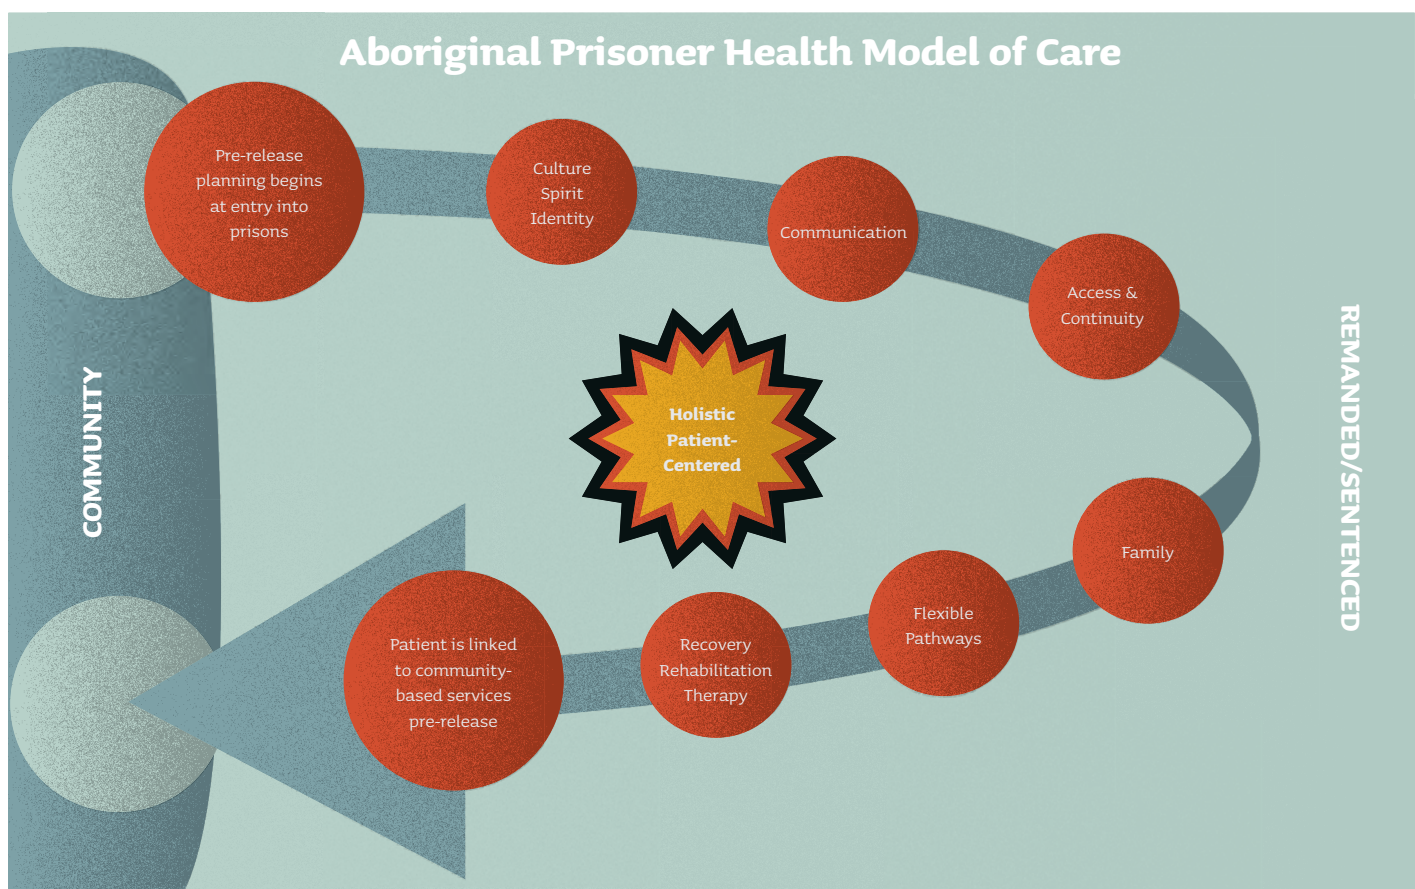 Aboriginal Prisoner Health Model of Care
Pre-release
planning begins
at entry into
prisons
Culture
Spirit
Identity
Communication
Access &
Continuity
Holistic
Patient-
Centered
COMMUNITY
REMANDED/SENTENCED
Family
Flexible
Pathways
Recovery
Rehabilitation
Therapy
Patient is linked
to community-
based services
pre-release